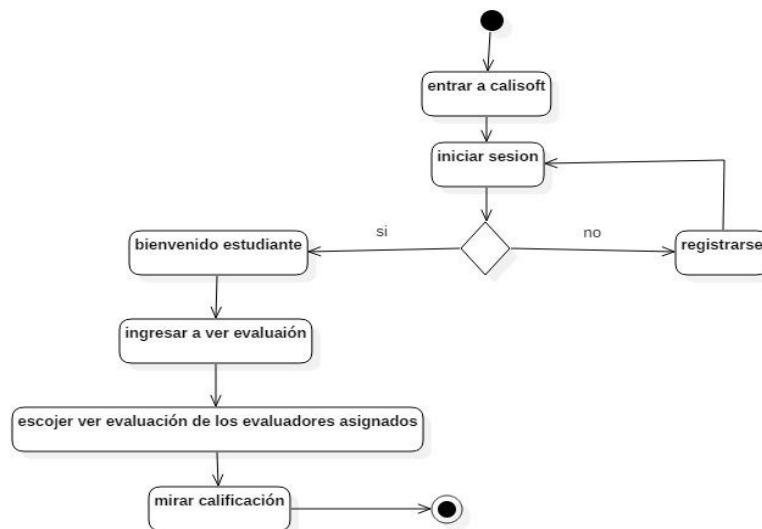 entrar a calisoft
iniciar sesion
si
no
bienvenido estudiante
registrarse
ingresar a ver evaluaión
escojer ver evaluación de los evaluadores asignados
mirar calificación